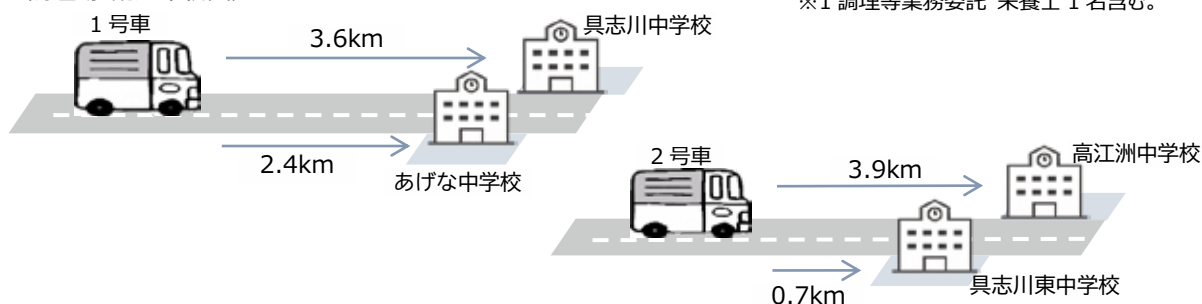 ※1 調理等業務委託 栄養士 1 名含む。
1 号車
3.6km
具志川中学校
2.4km
あげな中学校
2 号車
3.9km
高江洲中学校
0.7km
具志川東中学校